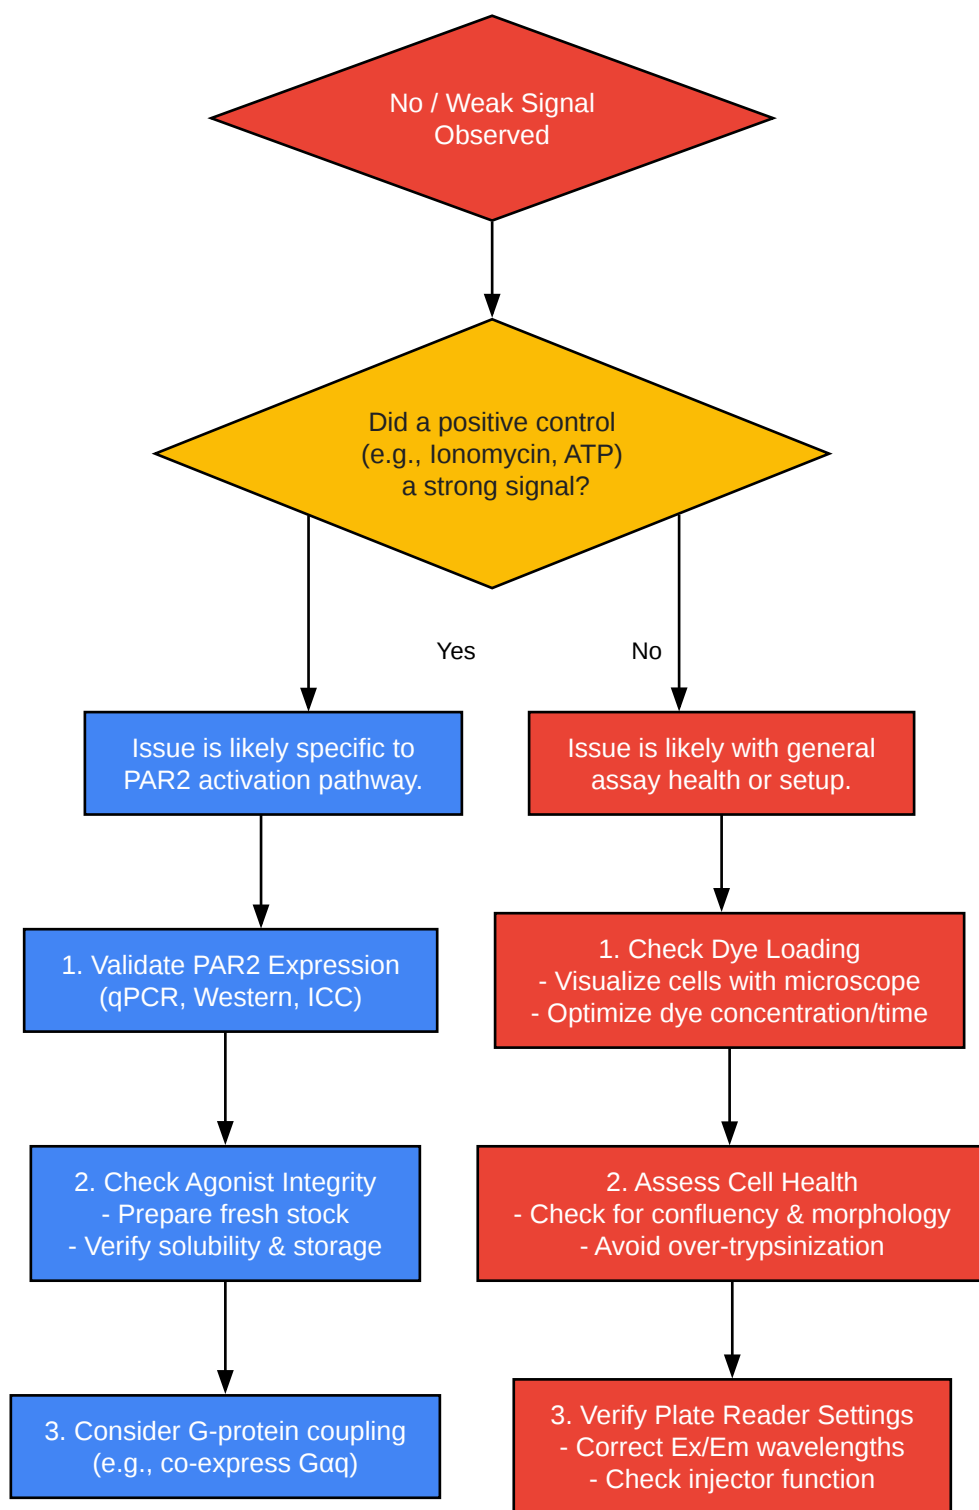 No / Weak Signal
Observed
Did a positive control
(e.g., Ionomycin, ATP)
a strong signal?
Yes
No
Issue is likely specific to
PAR2 activation pathway.
Issue is likely with general
assay health or setup.
1. Validate PAR2 Expression
(qPCR, Western, ICC)
1. Check Dye Loading
- Visualize cells with microscope
- Optimize dye concentration/time
2. Check Agonist Integrity
- Prepare fresh stock
- Verify solubility & storage
2. Assess Cell Health
- Check for confluency & morphology
- Avoid over-trypsinization
3. Consider G-protein coupling
(e.g., co-express Gαq)
3. Verify Plate Reader Settings
- Correct Ex/Em wavelengths
- Check injector function